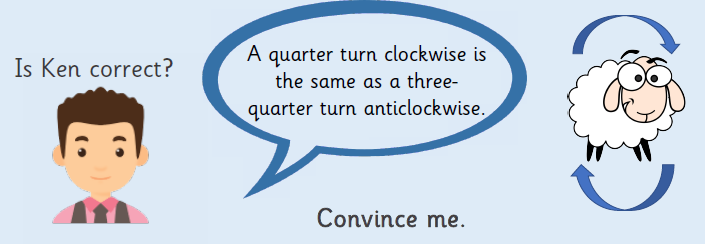 Is Ken correct?
A quarter turn clockwise is
the same as a three-
quarter turn anticlockwise.
Convince me.